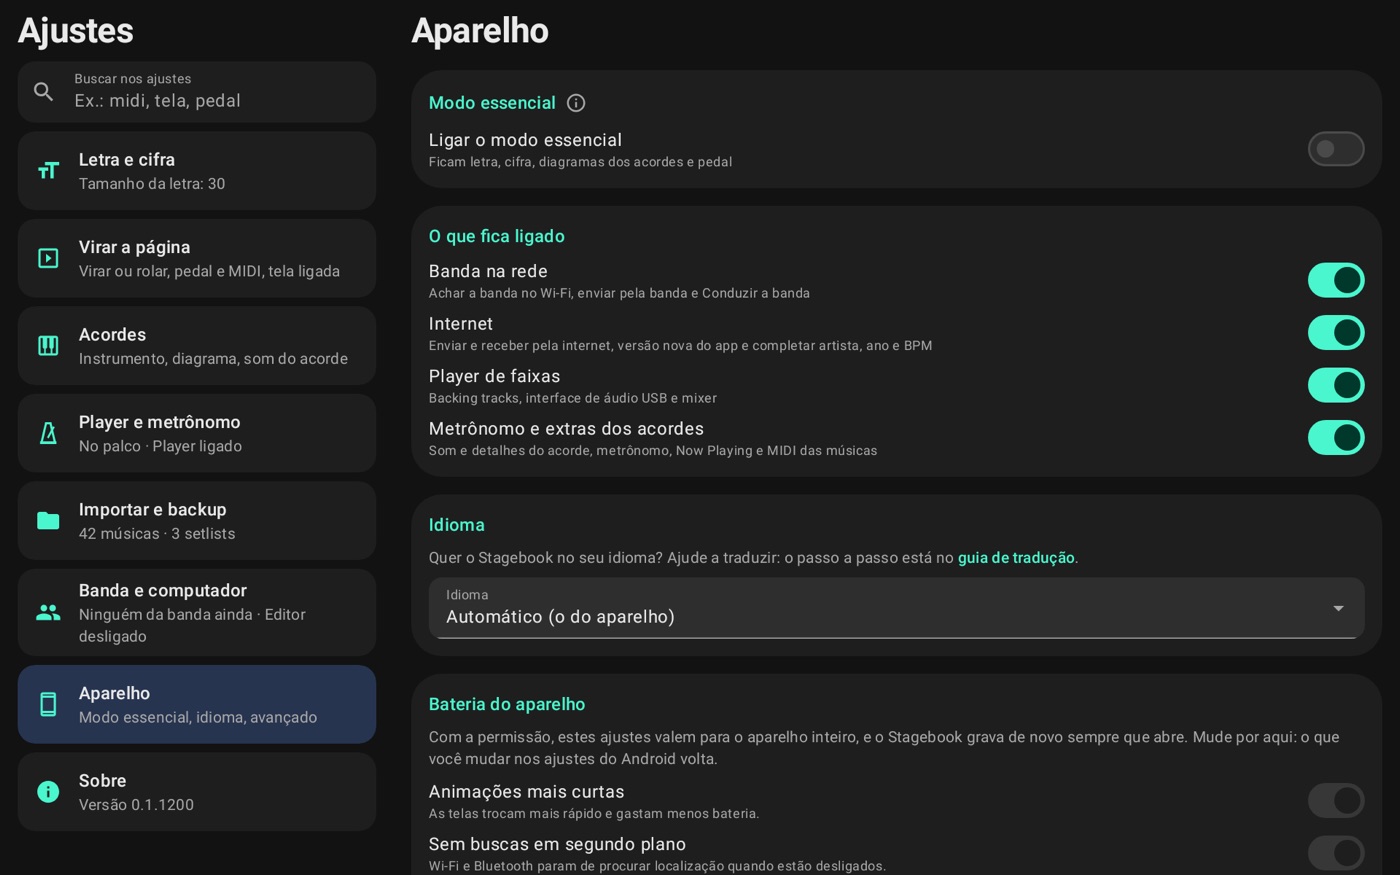 Ajustes
Buscar nos ajustes
Ex.: midi, tela, pedal
Letra e cifra
Tamanho da letra: 30
Virar a página
Virar ou rolar, pedal e MIDI, tela ligada
Acordes
Instrumento, diagrama, som do acorde
Player e metrônomo
No palco · Player ligado
Importar e backup
42 músicas · 3 setlists
Banda e computador
Ninguém da banda ainda · Editor
desligado
Aparelho
Modo essencial, idioma, avançado
Sobre
Versão 0.1.1200
Aparelho
Modo essencial
Ligar o modo essencial
Ficam letra, cifra, diagramas dos acordes e pedal
O que fica ligado
Banda na rede
Achar a banda no Wi-Fi, enviar pela banda e Conduzir a banda
Internet
Enviar e receber pela internet, versão nova do app e completar artista, ano e BPM
Player de faixas
Backing tracks, interface de áudio USB e mixer
Metrônomo e extras dos acordes
Som e detalhes do acorde, metrônomo, Now Playing e MIDI das músicas
Idioma
Quer o Stagebook no seu idioma? Ajude a traduzir: o passo a passo está no guia de tradução.
Idioma
Automático (o do aparelho)
Bateria do aparelho
Com a permissão, estes ajustes valem para o aparelho inteiro, e o Stagebook grava de novo sempre que abre. Mude por aqui: o que
você mudar nos ajustes do Android volta.
Animações mais curtas
As telas trocam mais rápido e gastam menos bateria.
Sem buscas em segundo plano
Wi-Fi e Bluetooth param de procurar localização quando estão desligados.